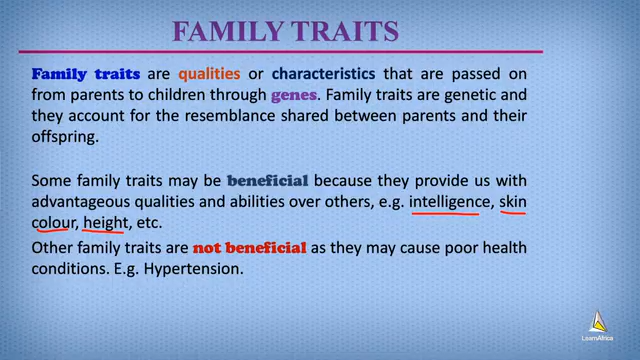 FAMILY TRAITS
Family traits are qualities or characteristics that are passed on
from parents to children through genes. Family traits are genetic and
they account for the resemblance shared between parents and their
offspring.
Some family traits may be beneficial because they provide us with
advantageous qualities and abilities over others, e.g. intelligence, skin
colour, height, etc.
Other family traits are not beneficial as they may cause poor health
conditions. E.g. Hypertension.
LearnAfrica